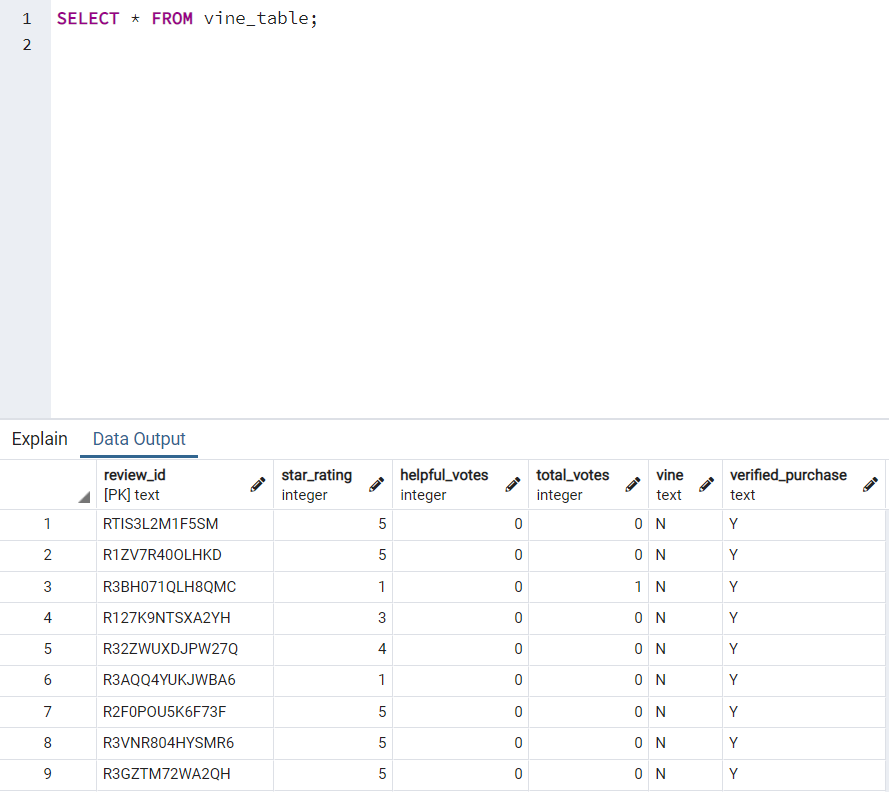 1 SELECT * FROM vine_table;
2
Explain Data Output
review_id star_rating helpful_votes total_votes vine verified_purchase
[PK] text integer integer integer text text
1 RTIS3L2M1F5SM 5 0 0 N Y
2 R1ZV7R40OLHKD 5 0 0 N Y
3 R3BH071QLH8QMC 1 0 1 N Y
4 R127K9NTSXA2YH 3 0 0 N Y
5 R32ZWUXDJPW27Q 4 0 0 N Y
6 R3AQQ4YUKJWBA6 1 0 0 N Y
7 R2F0POU5K6F73F 5 0 0 N Y
8 R3VNR804HYSMR6 5 0 0 N Y
9 R3GZTM72WA2QH 5 0 0 N Y